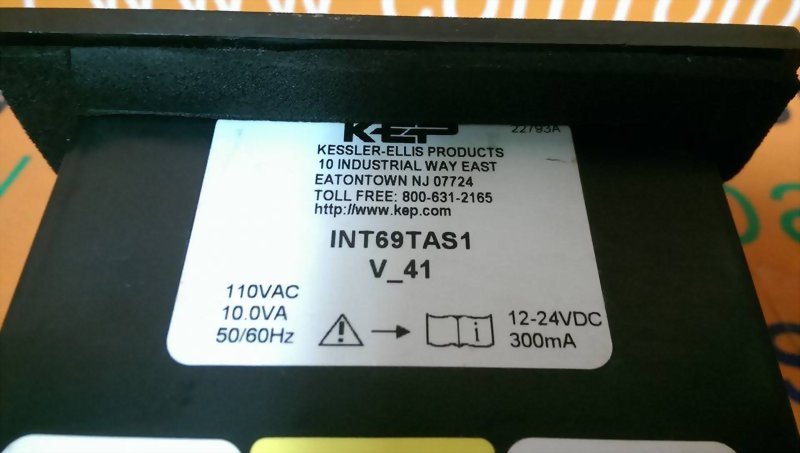 KEP
22793A
KESSLER-ELLIS PRODUCTS
10 INDUSTRIAL WAY EAST
EATONTOWN NJ 07724
TOLL FREE: 800-631-2165
http://www.kep.com
INT69TAS1
V_41
110VAC
10.0VA
50/60Hz
12-24VDC
300mA